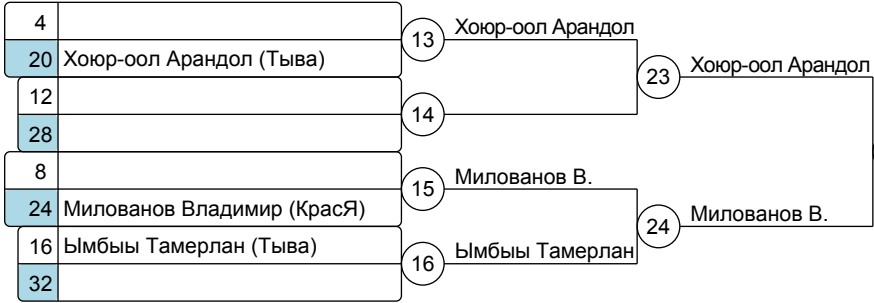 4
20 Хоюр-оол Арандол (Тыва)
12
28
8
24 Милованов Владимир (КрасЯ)
16 Ымбыы Тамерлан (Тыва)
32
13
Хоюр-оол Арандол
14
15
Милованов В.
16
Ымбыы Тамерлан
23
Хоюр-оол Арандол
24
Милованов В.